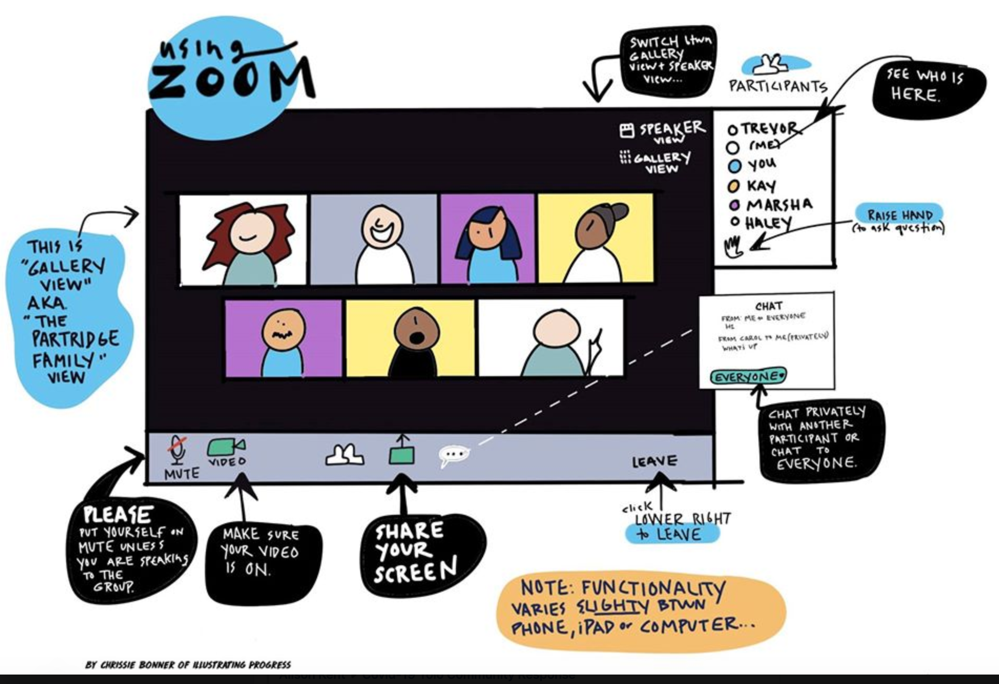 using
ZOOM
SWITCH btwn
GALLERY
view + SPEAKER
VIEW...
PARTICIPANTS
SEE WHO IS
HERE.
SPEAKER
VIEW
GALLERY
VIEW
TREVOR
(ME)
YOU
KAY
MARSHA
HALEY
RAISE HAND
(to ask question)
THIS IS
"GALLERY
VIEW"
AKA.
"THE
PARTRIDGE
FAMILY"
VIEW
CHAT
FROM: ME to EVERYONE
HI
FROM CAROL TO ME (PRIVATELY)
WHATS UP
EVERYONE
CHAT PRIVATELY
WITH ANOTHER
PARTICIPANT OR
CHAT TO
EVERYONE.
MUTE
VIDEO
LEAVE
PLEASE
PUT YOURSELF ON
MUTE UNLESS
YOU ARE SPEAKING
TO THE
GROUP.
MAKE SURE
YOUR VIDEO
IS ON.
SHARE
YOUR
SCREEN
click
LOWER RIGHT
to LEAVE
NOTE: FUNCTIONALITY
VARIES SLIGHTY BTWN
PHONE, iPAD or COMPUTER...
BY CHRISSIE BONNER OF ILLUSTRATING PROGRESS